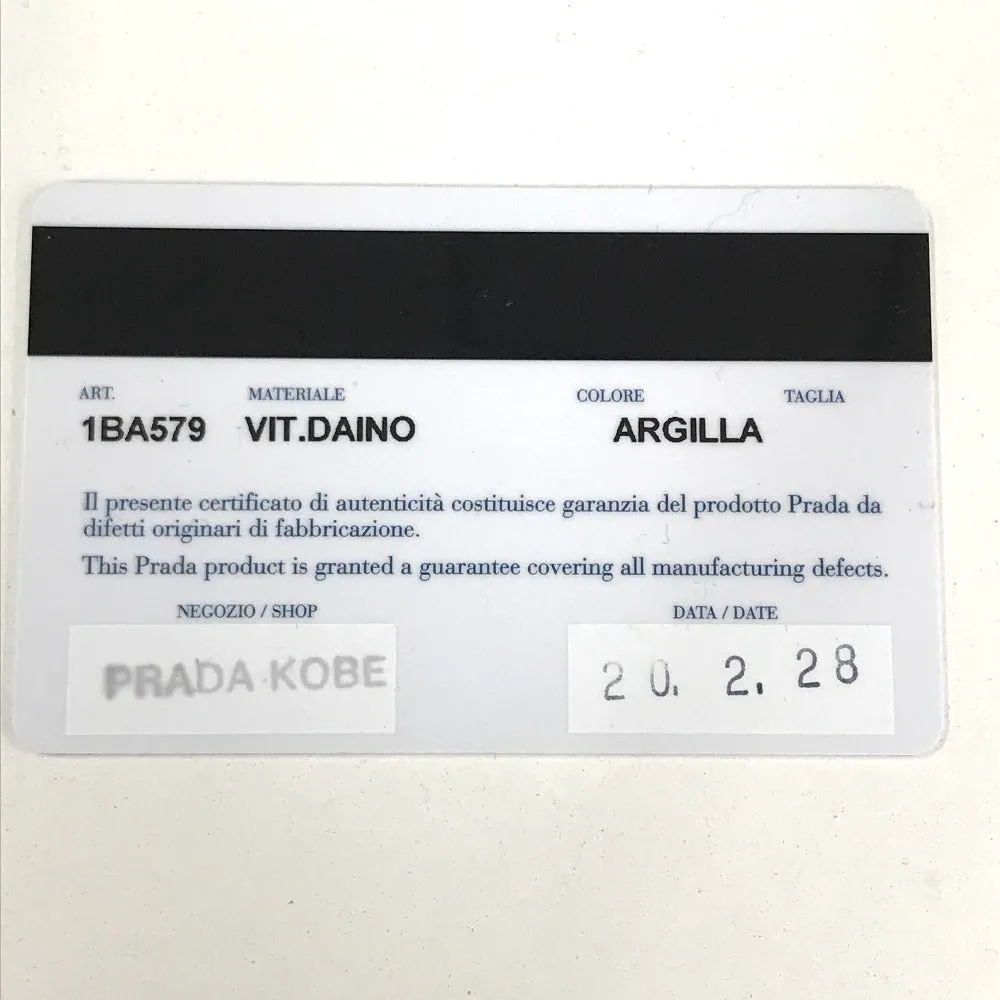 ART. MATERIALE COLORE TAGLIA
1BA579 VIT.DAINO ARGILLA
Il presente certificato di autenticità costituisce garanzia del prodotto Prada da
difetti originari di fabbricazione.
This Prada product is granted a guarantee covering all manufacturing defects.
NEGOZIO / SHOP DATA / DATE
PRADA KOBE 20. 2. 28